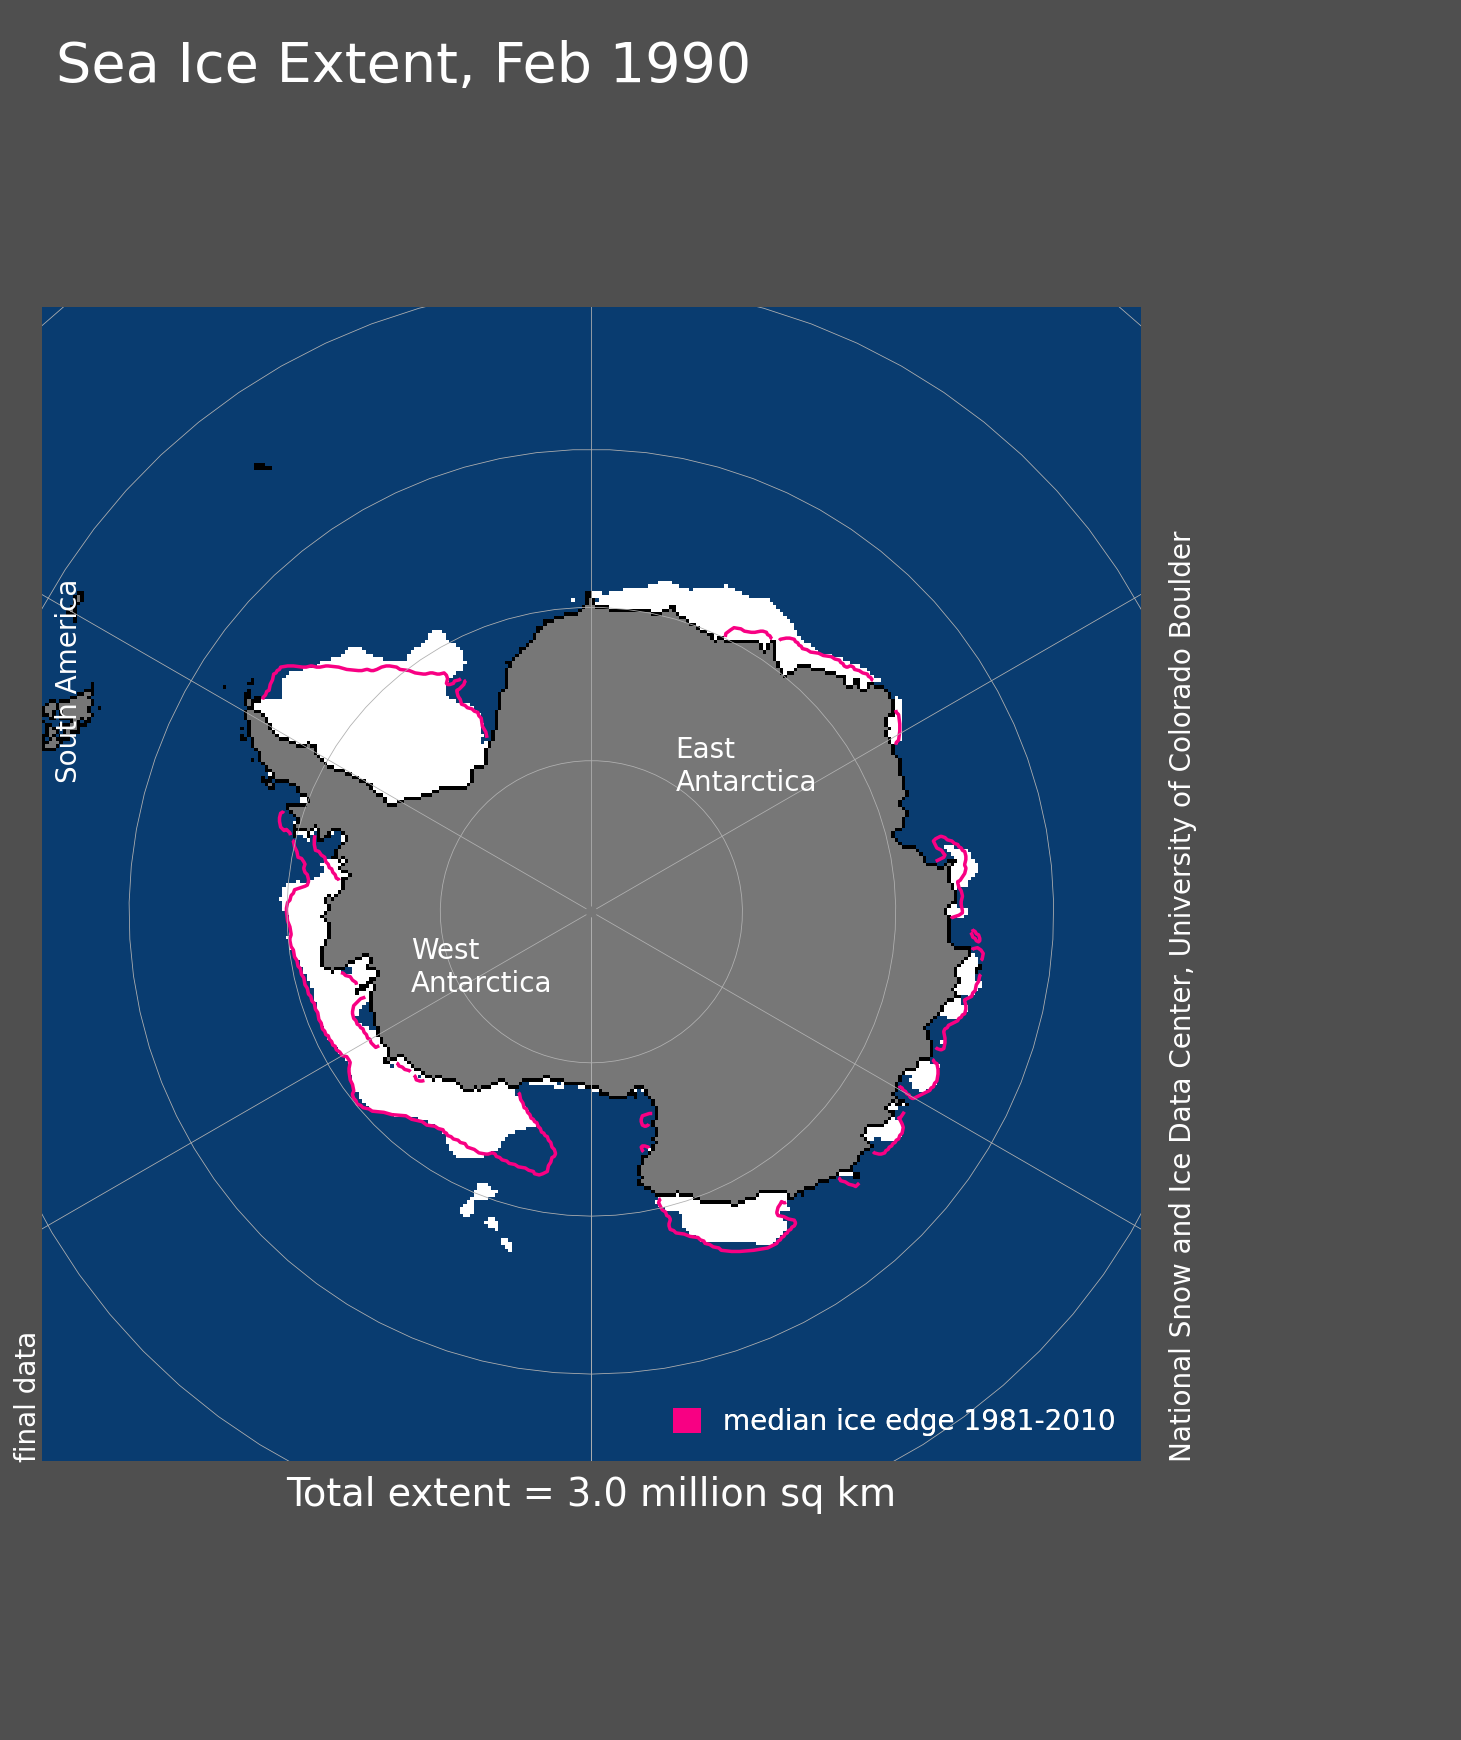 Sea Ice Extent, Feb 1990
South America
East
Antarctica
West
Antarctica
median ice edge 1981-2010
final data
National Snow and Ice Data Center, University of Colorado Boulder
Total extent = 3.0 million sq km